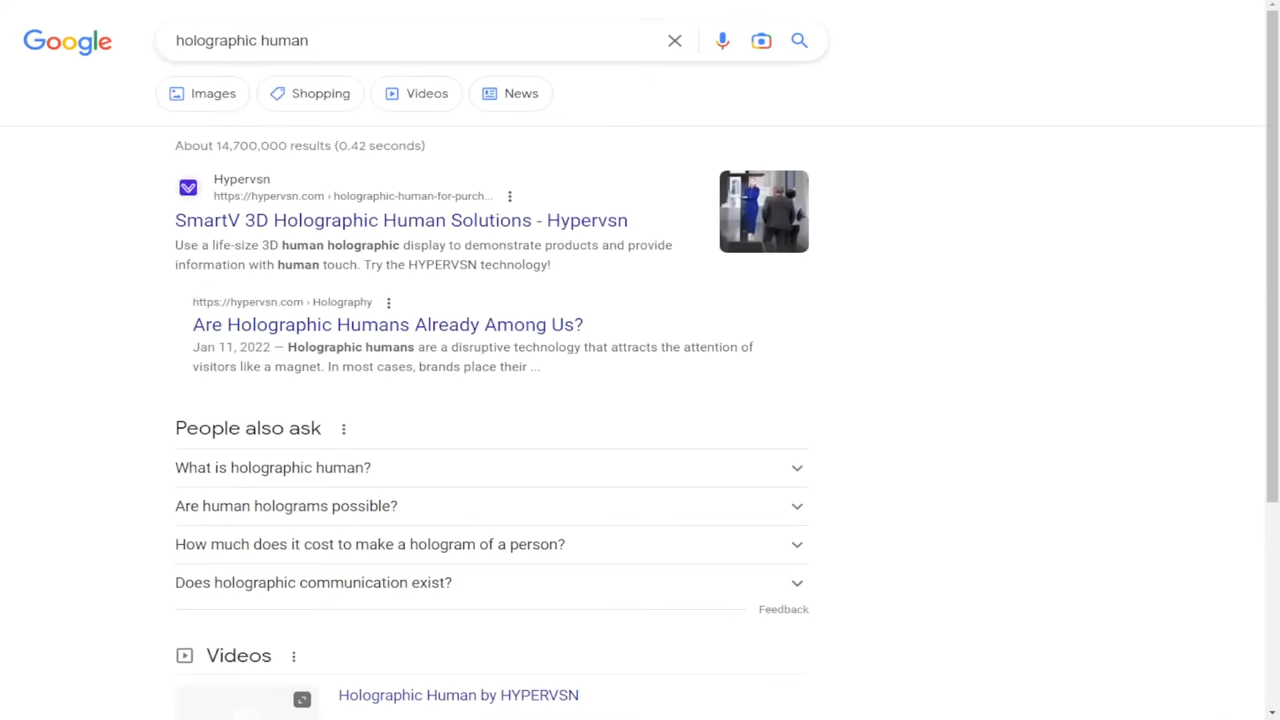 Google
holographic human
Images
Shopping
Videos
News
About 14,700,000 results (0.42 seconds)
Hypervsn
https://hypervsn.com › holographic-human-for-purch...
SmartV 3D Holographic Human Solutions - Hypervsn
Use a life-size 3D human holographic display to demonstrate products and provide
information with human touch. Try the HYPERVSN technology!
https://hypervsn.com › Holography
Are Holographic Humans Already Among Us?
Jan 11, 2022 — Holographic humans are a disruptive technology that attracts the attention of
visitors like a magnet. In most cases, brands place their ...
People also ask
What is holographic human?
Are human holograms possible?
How much does it cost to make a hologram of a person?
Does holographic communication exist?
Feedback
Videos
Holographic Human by HYPERVSN